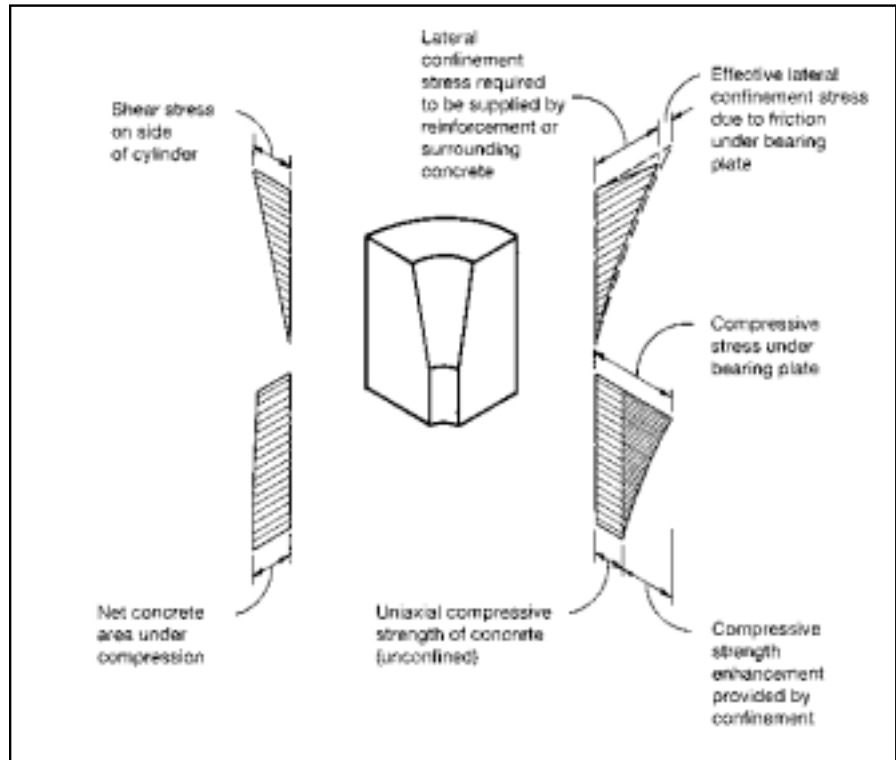 Lateral
confinement
stress required
to be supplied by
reinforcement or
surrounding
concrete
Effective lateral
confinement stress
due to friction
under bearing
plate
Shear stress
on side
of cylinder
Compressive
stress under
bearing plate
Net concrete
area under
compression
Uniaxial compressive
strength of concrete
(unconfined)
Compressive
strength
enhancement
provided by
confinement